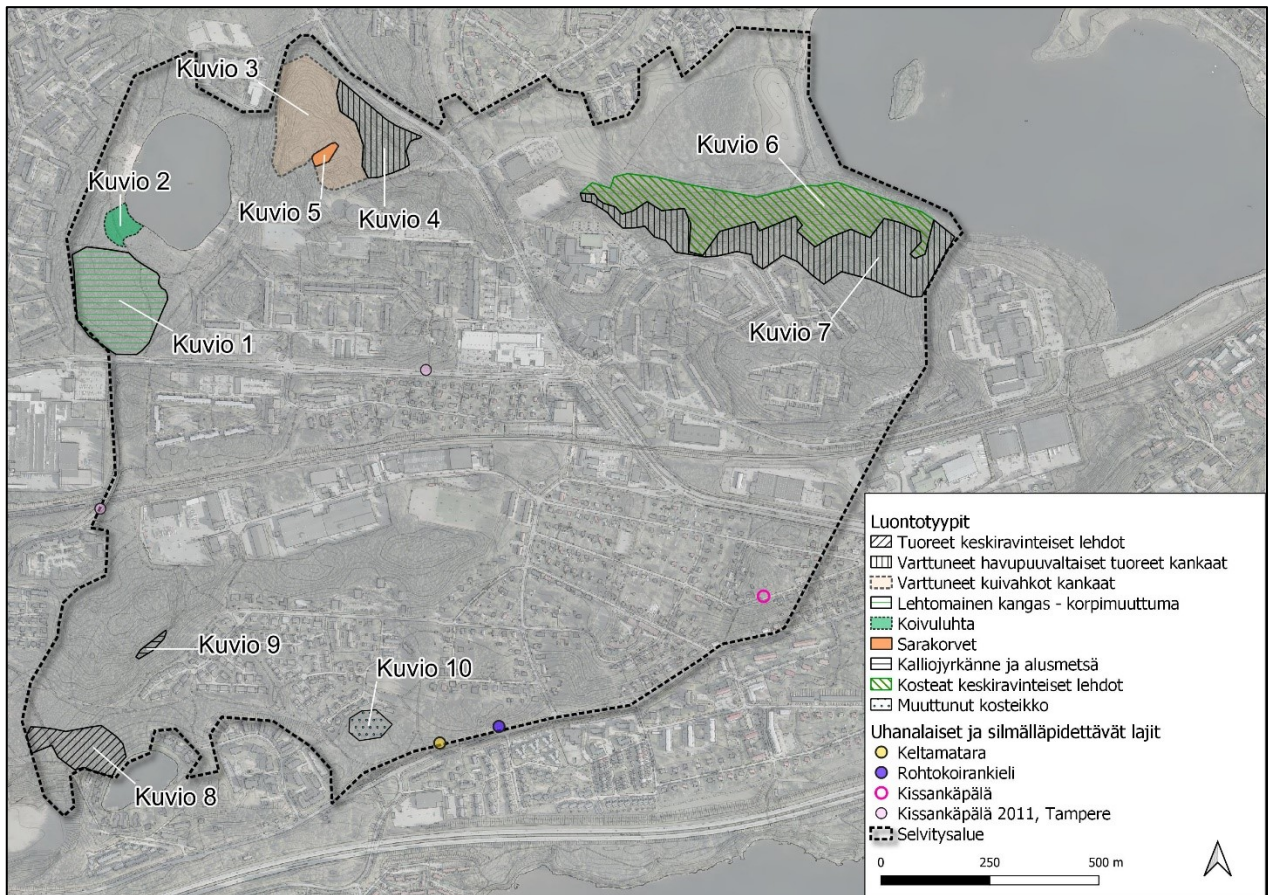 Kuvio 3
Kuvio 2
Kuvio 6
Kuvio 5
Kuvio 4
Kuvio 1
Kuvio 7
Kuvio 9
Kuvio 10
Kuvio 8
Luontotyypit
Tuoreet keskiravinteiset lehdot
Varttuneet havupuuvaltaiset tuoreet kankaat
Varttuneet kuivahkot kankaat
Lehtomainen kangas - korpimuuttuma
Koivuluhta
Sarakorvet
Kalliojyrkänne ja alusmetsä
Kosteat keskiravinteiset lehdot
Muuttunut kosteikko
Uhanalaiset ja silmälläpidettävät lajit
Keltamatara
Rohtokoirankieli
Kissankäpälä
Kissankäpälä 2011, Tampere
Selvitysalue
0 250 500 m